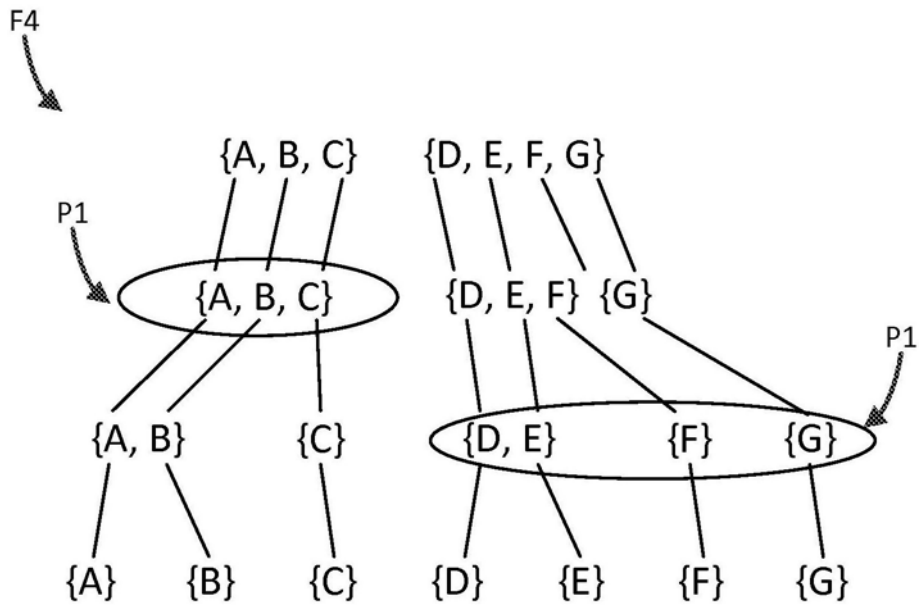 F4
{A, B, C} {D, E, F, G}
P1
{A, B, C} {D, E, F} {G}
P1
{A, B} {C} {D, E} {F} {G}
{A} {B} {C} {D} {E} {F} {G}